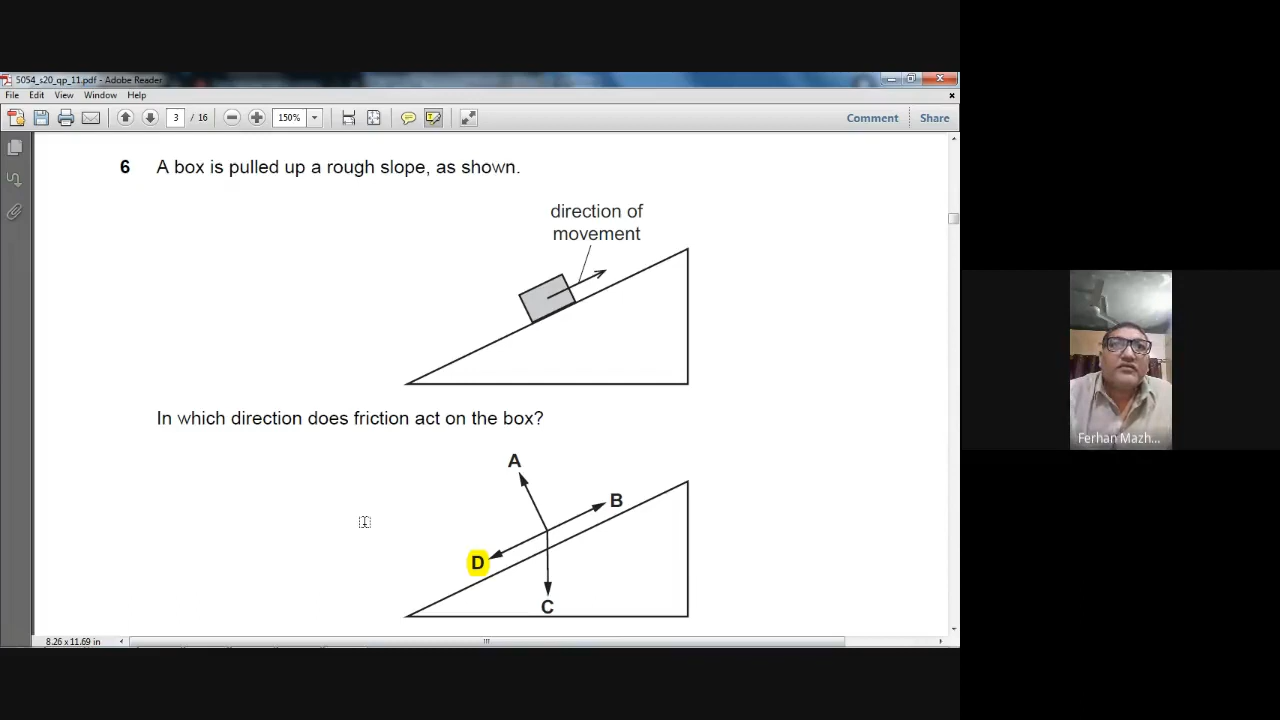 5054_s20_qp_11.pdf - Adobe Reader
File Edit View Window Help
3 / 16 150% Comment Share
6 A box is pulled up a rough slope, as shown.
direction of
movement
In which direction does friction act on the box?
A
B
D
C
8.26 x 11.69 in
Ferhan Mazh...